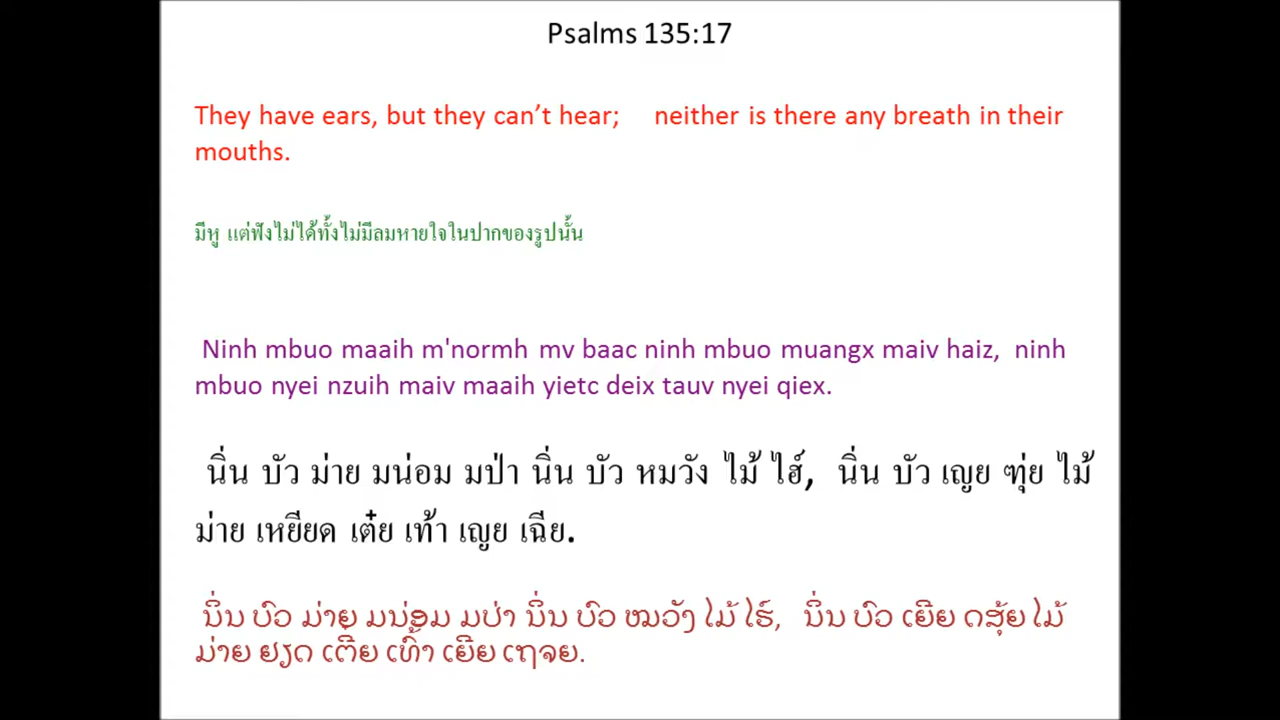 Psalms 135:17
They have ears, but they can’t hear; neither is there any breath in their
mouths.
มีหู แต่ฟังไม่ได้ทั้งไม่มีลมหายใจในปากของรูปนั้น
Ninh mbuo maaih m'normh mv baac ninh mbuo muangx maiv haiz, ninh
mbuo nyei nzuih maiv maaih yietc deix tauv nyei qiex.
นิ่น บัว ม่าย มน่อม มป่า นิ่น บัว หมวัง ไม้ ไฮ์, นิ่น บัว เญย ฑุ่ย ไม้
ม่าย เหยียด เต๋ย เท้า เญย เฉีย.
ນິ່ນ ບົວ ມ່າຍ ມນ່ອມ ມປ່າ ນິ່ນ ບົວ ໝວັງ ໄມ້ ໄຮ໌, ນິ່ນ ບົວ ເຍີຍ ດສຸ້ຍ ໄມ້
ມ່າຍ ຢຽດ ເຕີ່ຍ ເທົ້າ ເຍີຍ ເຖຈຍ.